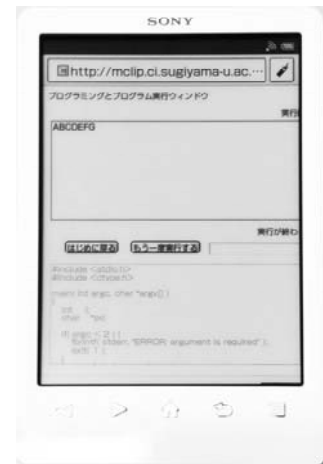 SONY
http://mclip.ci.sugiyama-u.ac.…
プログラミングとプログラム実行ウィンドウ
実行
ABCDEFG
実行が終わ
はじめに戻る もう一度実行する
#include <stdio.h>
#include <ctype.h>
main( int argc, char *argv[] )
{
int i;
char *txt;
if( argc < 2 ) {
fprintf( stderr, "ERROR: argument is required" );
exit( 1 );
}